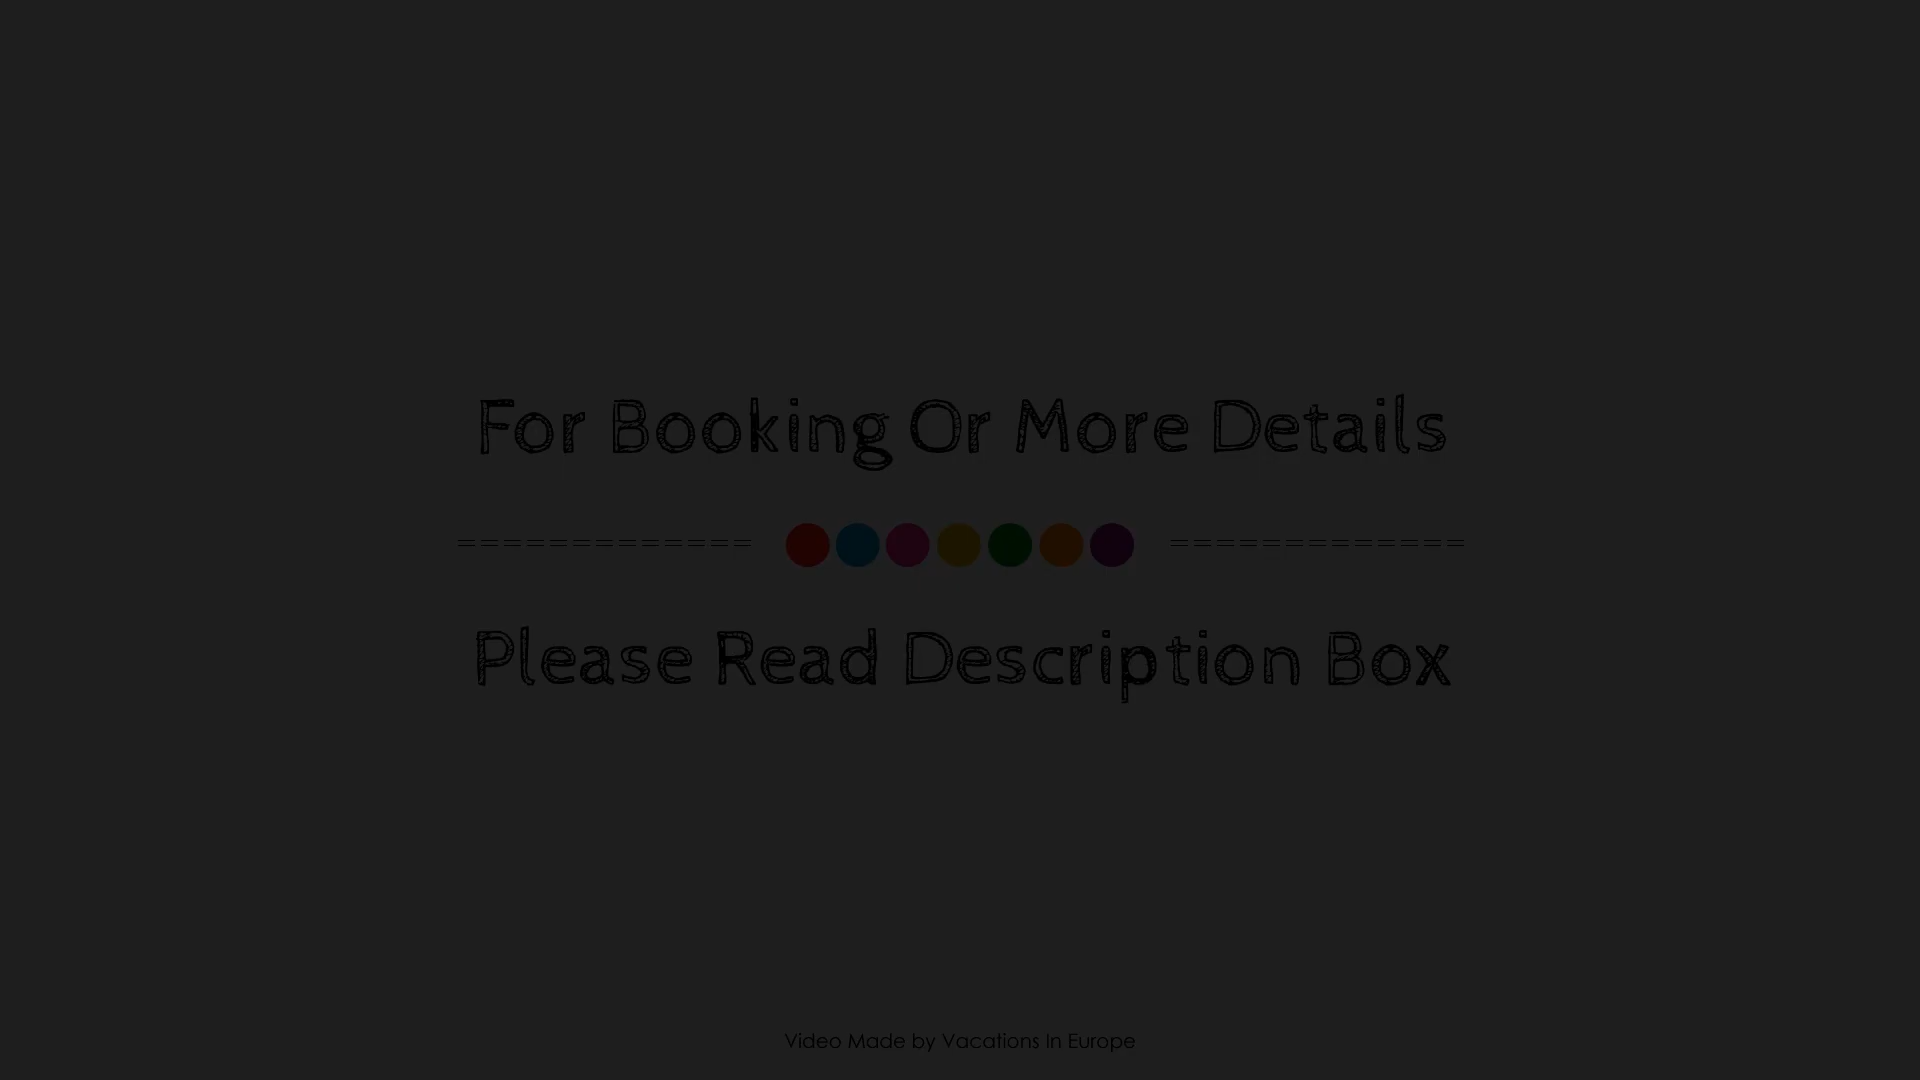 For Booking Or More Details
============= =============
Please Read Description Box
Video Made by Vacations In Europe